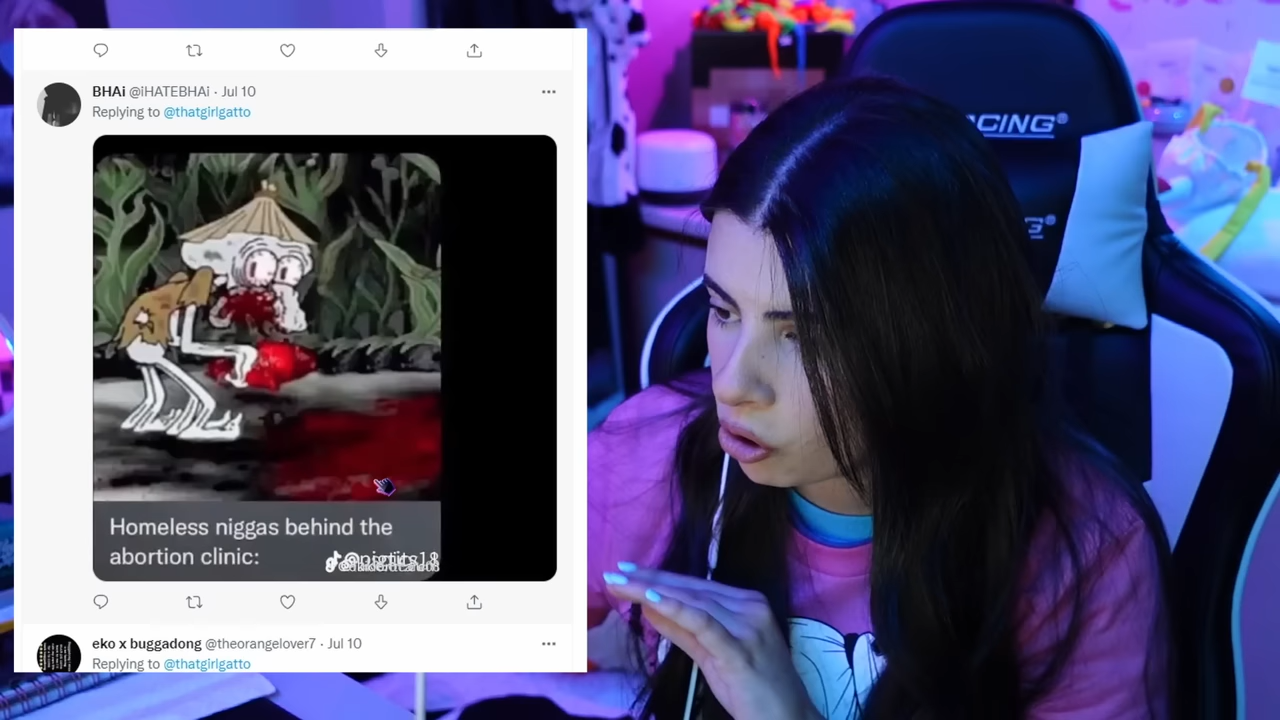 BHAi @iHATEBHAi · Jul 10
Replying to @thatgirlgatto
Homeless niggas behind the
abortion clinic:
eko x buggadong @theorangelover7 · Jul 10
Replying to @thatgirlgatto
CING®